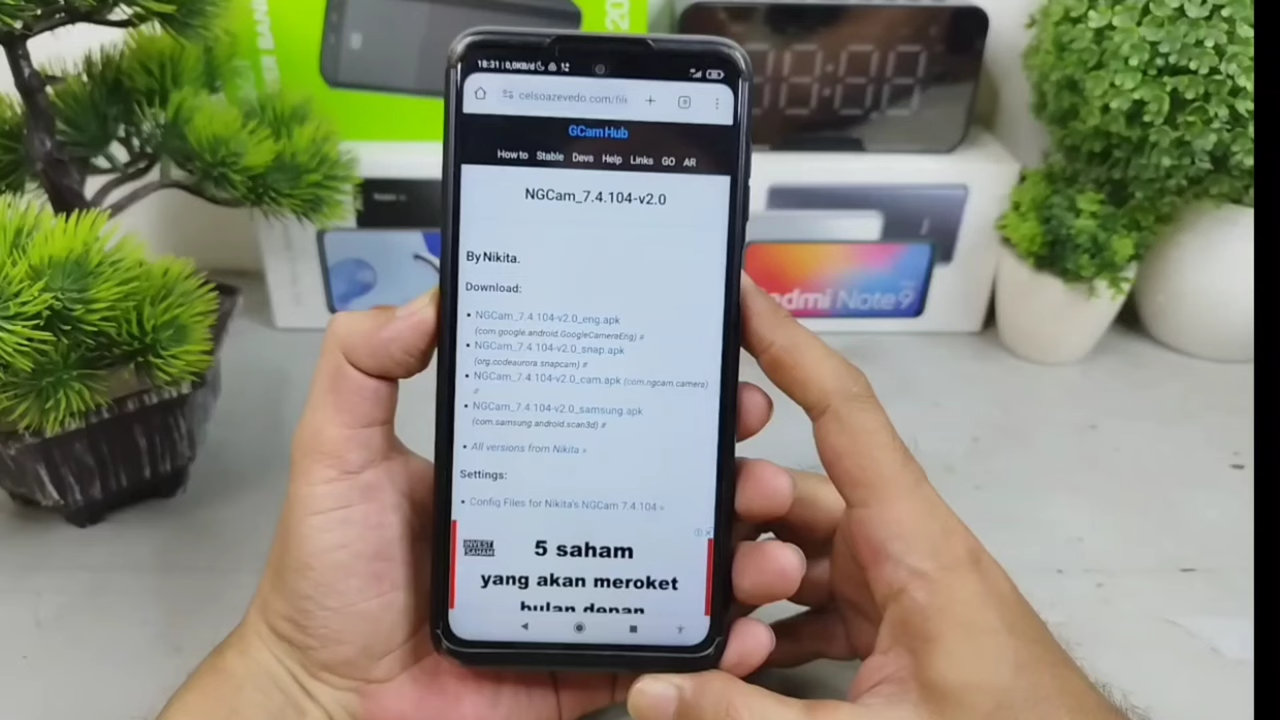 18:31 | 0,0KB/d
celsoazevedo.com/file
GCam Hub
How to Stable Devs Help Links GO AR
NGCam_7.4.104-v2.0
By Nikita.
Download:
• NGCam_7.4.104-v2.0_eng.apk
(com.google.android.GoogleCameraEng) #
• NGCam_7.4.104-v2.0_snap.apk
(org.codeaurora.snapcam) #
• NGCam_7.4.104-v2.0_cam.apk (com.ngcam.camera)
#
• NGCam_7.4.104-v2.0_samsung.apk
(com.samsung.android.scan3d) #
• All versions from Nikita »
Settings:
• Config Files for Nikita's NGCam 7.4.104 »
INVEST
SAHAM
5 saham
yang akan meroket
bulan depan
20
Redmi Note 9